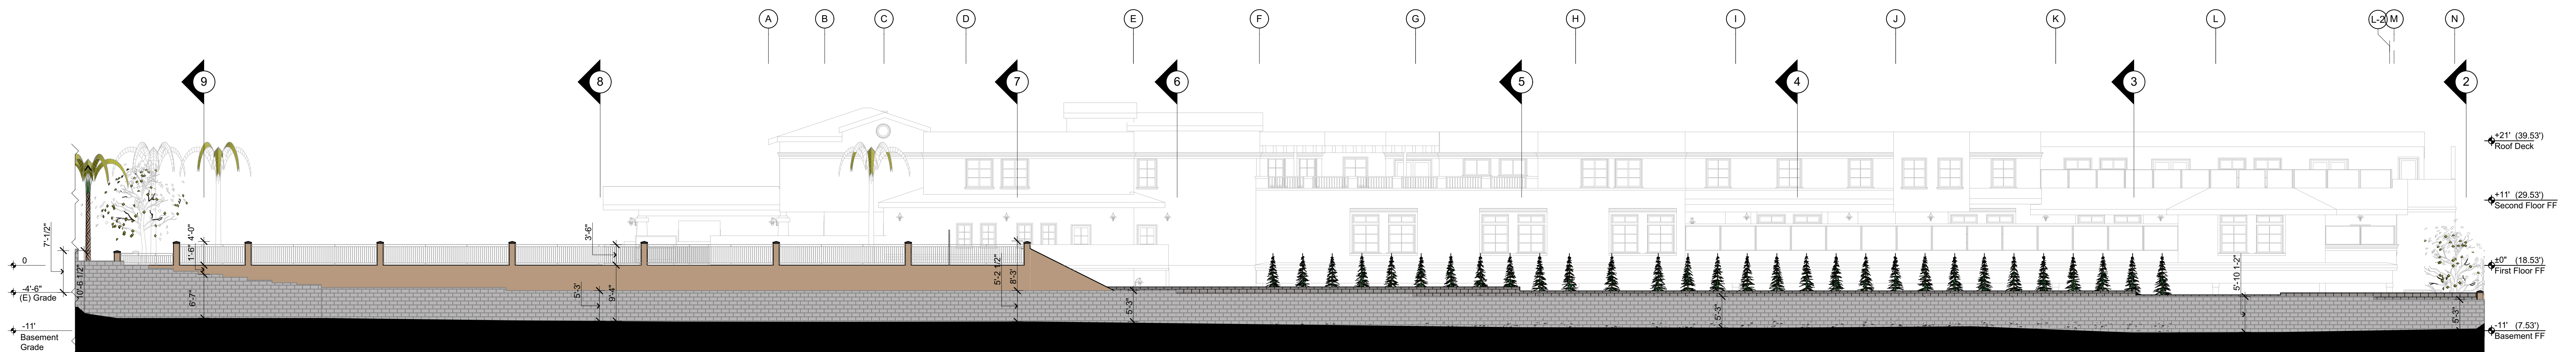 A
B
C
D
E
F
G
H
I
J
K
L
L-2
M
N
9
8
7
6
5
4
3
2
+21' (39.53')
Roof Deck
+11' (29.53')
Second Floor FF
±0" (18.53')
First Floor FF
-11' (7.53')
Basement FF
0
-4'-6"
(E) Grade
-11'
Basement
Grade
7'-1/2"
10'-6 1/2"
1'-6"
4'-0"
6'-7"
3'-6"
5'-3'
9'-4"
5'-2 1/2"
8'-3'
5'-3"
5'-3"
5'-10 1-2"
5'-3"